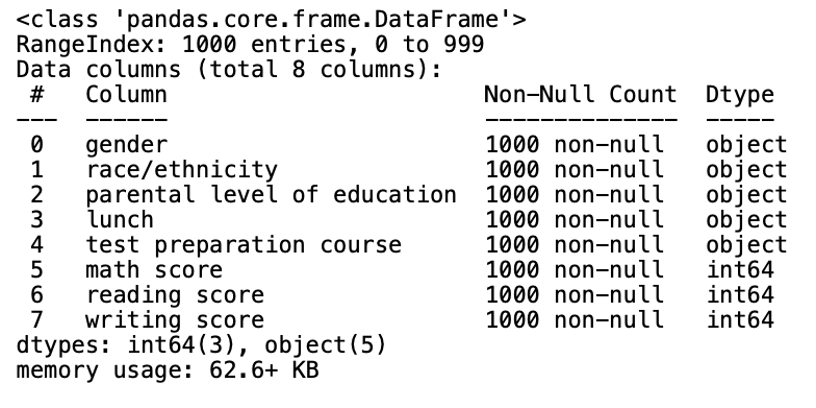 <class 'pandas.core.frame.DataFrame'>
RangeIndex: 1000 entries, 0 to 999
Data columns (total 8 columns):
 #   Column                       Non-Null Count  Dtype
---  ------                       --------------  -----
 0   gender                       1000 non-null   object
 1   race/ethnicity               1000 non-null   object
 2   parental level of education  1000 non-null   object
 3   lunch                        1000 non-null   object
 4   test preparation course      1000 non-null   object
 5   math score                   1000 non-null   int64
 6   reading score                1000 non-null   int64
 7   writing score                1000 non-null   int64
dtypes: int64(3), object(5)
memory usage: 62.6+ KB